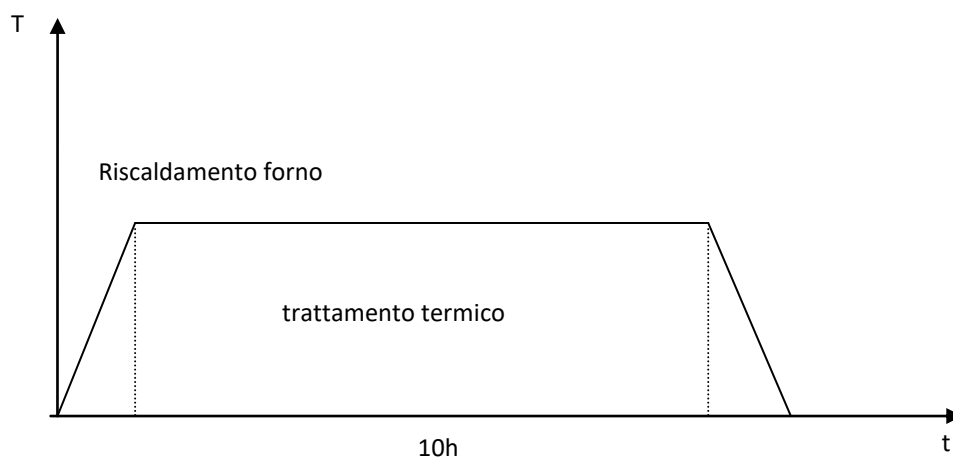 T
Riscaldamento forno
trattamento termico
10h
t